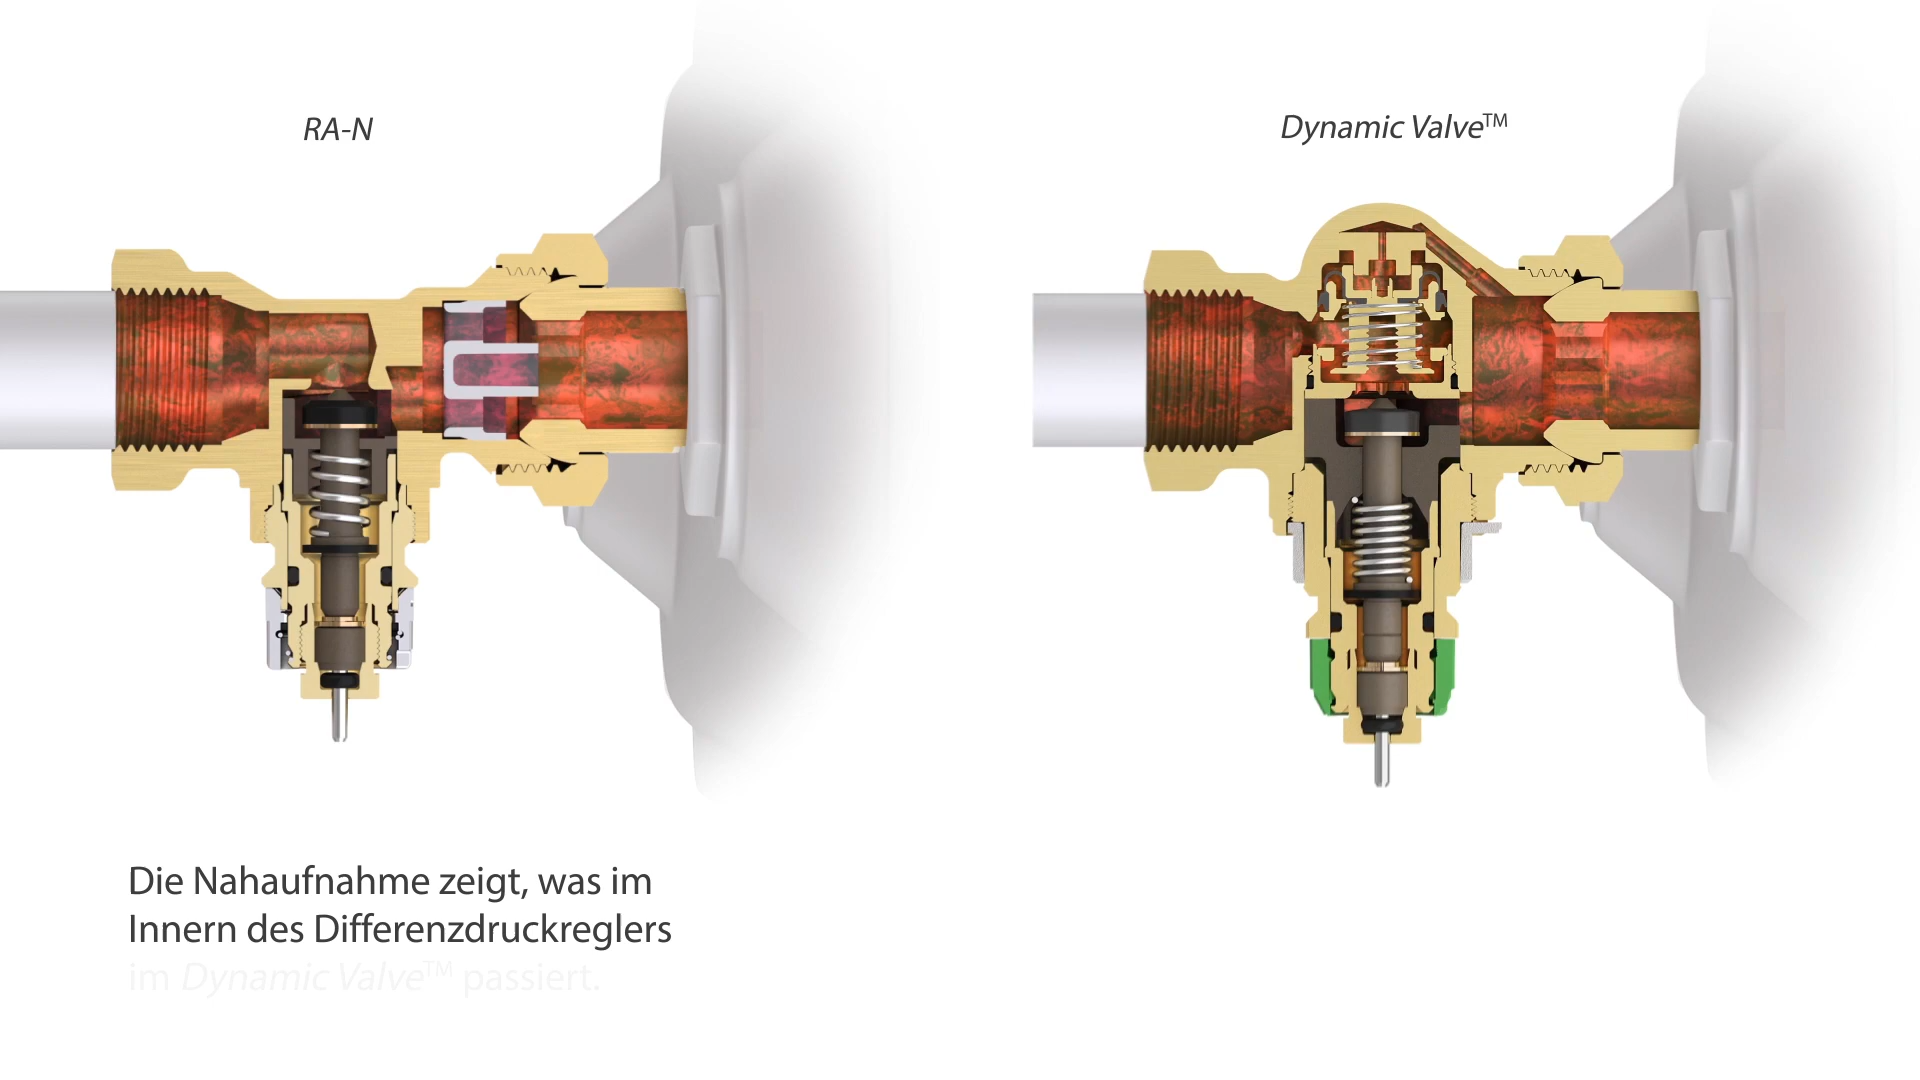 RA-N
Dynamic Valve™
Die Nahaufnahme zeigt, was im
Innern des Differenzdruckreglers
im Dynamic Valve™ passiert.